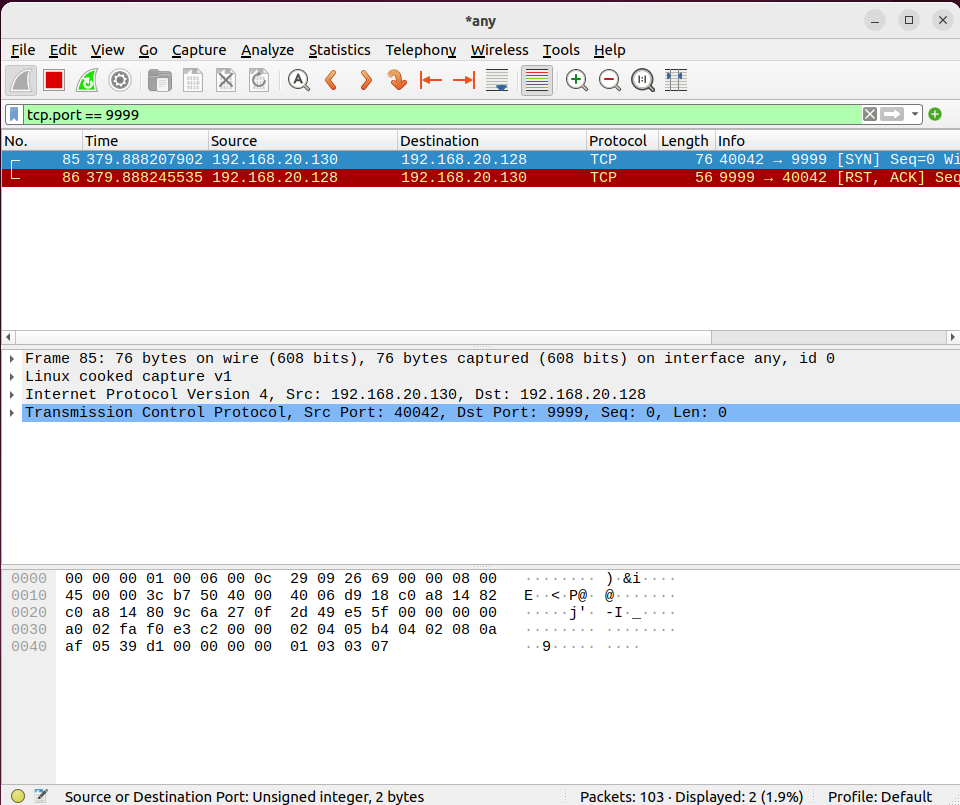 *any
File Edit View Go Capture Analyze Statistics Telephony Wireless Tools Help
tcp.port == 9999
No. Time Source Destination Protocol Length Info
85 379.888207902 192.168.20.130 192.168.20.128 TCP 76 40042 → 9999 [SYN] Seq=0 Wi
86 379.888245535 192.168.20.128 192.168.20.130 TCP 56 9999 → 40042 [RST, ACK] Seq
Frame 85: 76 bytes on wire (608 bits), 76 bytes captured (608 bits) on interface any, id 0
Linux cooked capture v1
Internet Protocol Version 4, Src: 192.168.20.130, Dst: 192.168.20.128
Transmission Control Protocol, Src Port: 40042, Dst Port: 9999, Seq: 0, Len: 0
0000 00 00 00 01 00 06 00 0c 29 09 26 69 00 00 08 00 ········ )·&i····
0010 45 00 00 3c b7 50 40 00 40 06 d9 18 c0 a8 14 82 E··<·P@· @·······
0020 c0 a8 14 80 9c 6a 27 0f 2d 49 e5 5f 00 00 00 00 ·····j'· -I·_····
0030 a0 02 fa f0 e3 c2 00 00 02 04 05 b4 04 02 08 0a ········ ········
0040 af 05 39 d1 00 00 00 00 01 03 03 07 ··9····· ····
Source or Destination Port: Unsigned integer, 2 bytes Packets: 103 · Displayed: 2 (1.9%) Profile: Default